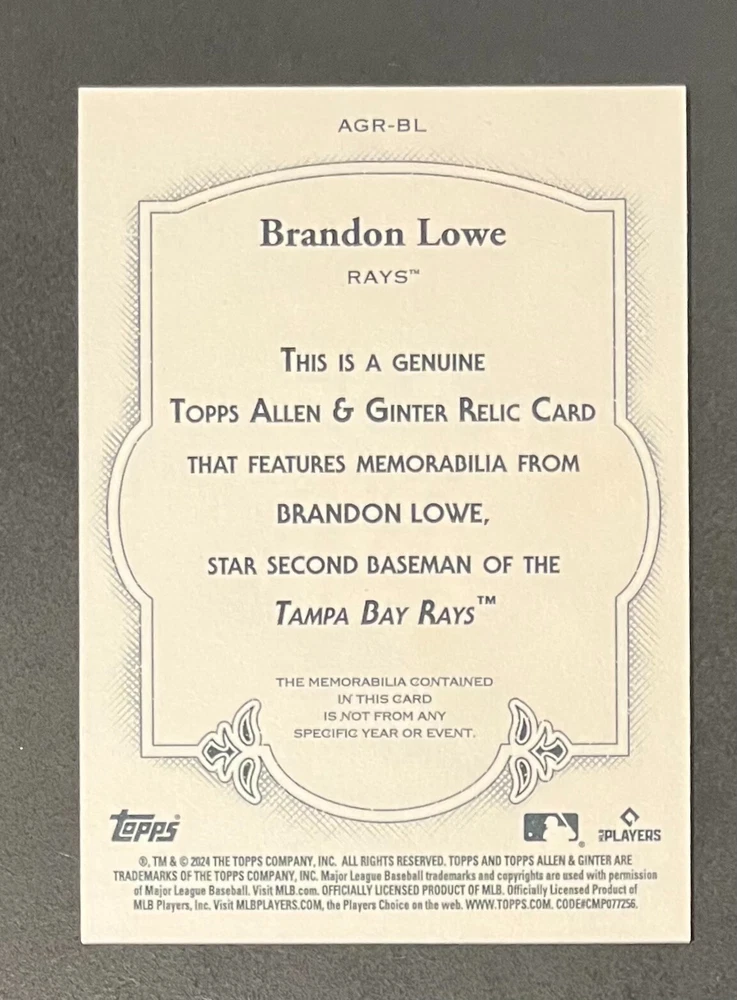 AGR-BL
Brandon Lowe
RAYS™
THIS IS A GENUINE
TOPPS ALLEN & GINTER RELIC CARD
THAT FEATURES MEMORABILIA FROM
BRANDON LOWE,
STAR SECOND BASEMAN OF THE
TAMPA BAY RAYS™
THE MEMORABILIA CONTAINED
IN THIS CARD
IS NOT FROM ANY
SPECIFIC YEAR OR EVENT.
TOPPS
® MLB PLAYERS
®, TM & © 2024 THE TOPPS COMPANY, INC. ALL RIGHTS RESERVED. TOPPS AND TOPPS ALLEN & GINTER ARE
TRADEMARKS OF THE TOPPS COMPANY, INC. Major League Baseball trademarks and copyrights are used with permission
of Major League Baseball. Visit MLB.com. OFFICIALLY LICENSED PRODUCT OF MLB. Officially Licensed Product of
MLB Players, Inc. Visit MLBPLAYERS.COM, the Players Choice on the web. WWW.TOPPS.COM. CODE#CMP077256.